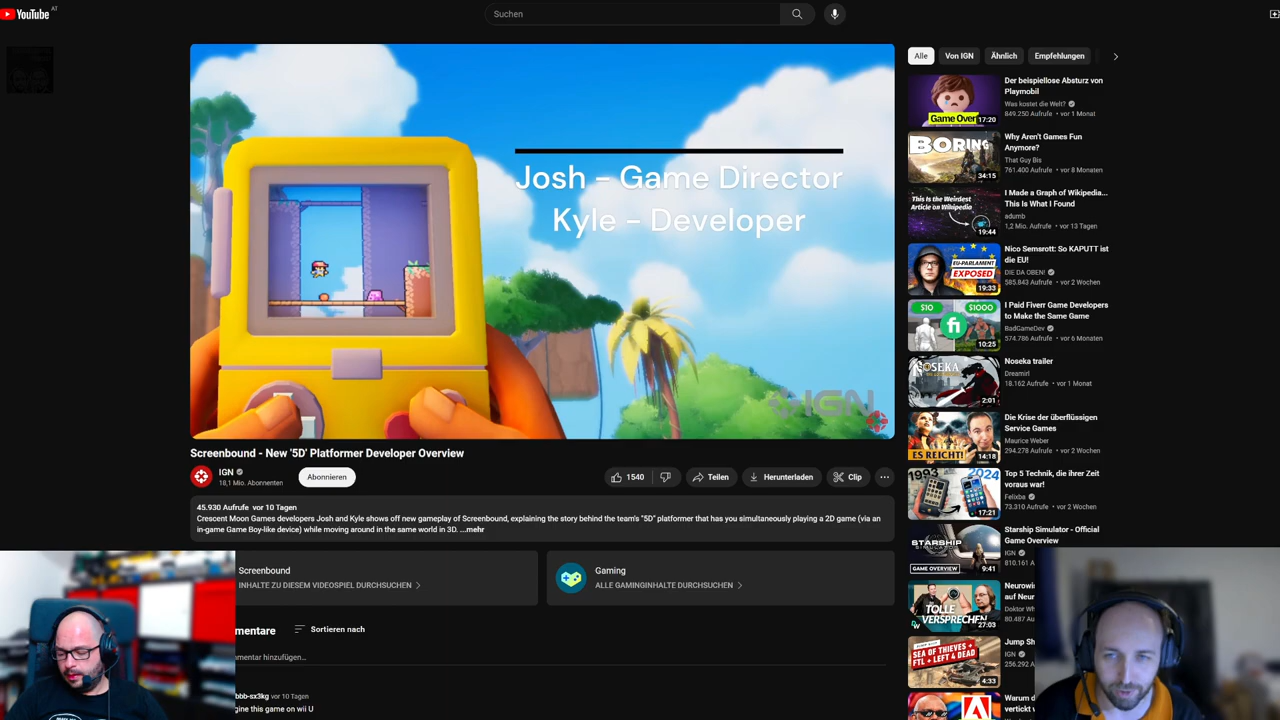 YouTube AT
Suchen
Josh - Game Director
Kyle - Developer
IGN
Screenbound - New '5D' Platformer Developer Overview
IGN
18,1 Mio. Abonnenten
Abonnieren
1540
Teilen
Herunterladen
Clip
45.930 Aufrufe vor 10 Tagen
Crescent Moon Games developers Josh and Kyle shows off new gameplay of Screenbound, explaining the story behind the team's "5D" platformer that has you simultaneously playing a 2D game (via an
in-game Game Boy-like device) while moving around in the same world in 3D. ...mehr
Screenbound
INHALTE ZU DIESEM VIDEOSPIEL DURCHSUCHEN
Gaming
ALLE GAMINGINHALTE DURCHSUCHEN
mentare
Sortieren nach
mmentar hinzufügen...
bbb-sx3kg vor 10 Tagen
gine this game on wii U
Alle
Von IGN
Ähnlich
Empfehlungen
Game Over
17:20
Der beispiellose Absturz von
Playmobil
Was kostet die Welt?
849.250 Aufrufe • vor 1 Monat
BORING
34:15
Why Aren't Games Fun
Anymore?
That Guy Bis
761.400 Aufrufe • vor 8 Monaten
This Is the Weirdest
Article on Wikipedia
19:44
I Made a Graph of Wikipedia...
This Is What I Found
adumb
1,2 Mio. Aufrufe • vor 13 Tagen
EU-PARLAMENT
EXPOSED
19:33
Nico Semsrott: So KAPUTT ist
die EU!
DIE DA OBEN!
585.843 Aufrufe • vor 2 Wochen
$10
$1000
fi
10:25
I Paid Fiverr Game Developers
to Make the Same Game
BadGameDev
574.786 Aufrufe • vor 6 Monaten
NOSEKA
2:01
Noseka trailer
Dreamirl
18.162 Aufrufe • vor 1 Monat
ES REICHT!
14:18
Die Krise der überflüssigen
Service Games
Maurice Weber
294.278 Aufrufe • vor 2 Wochen
1993
2024
17:21
Top 5 Technik, die ihrer Zeit
voraus war!
Felixba
73.310 Aufrufe • vor 2 Wochen
STARSHIP
SIMULATOR
GAME OVERVIEW
9:41
Starship Simulator - Official
Game Overview
IGN
810.161 A
TOLLE
VERSPRECHEN
27:03
Neurowin
auf Neur
Doktor Wh
80.487 Au
SEA OF THIEVES +
FTL + LEFT 4 DEAD
4:33
Jump Sh
IGN
256.292 A
Warum d
vertickt w